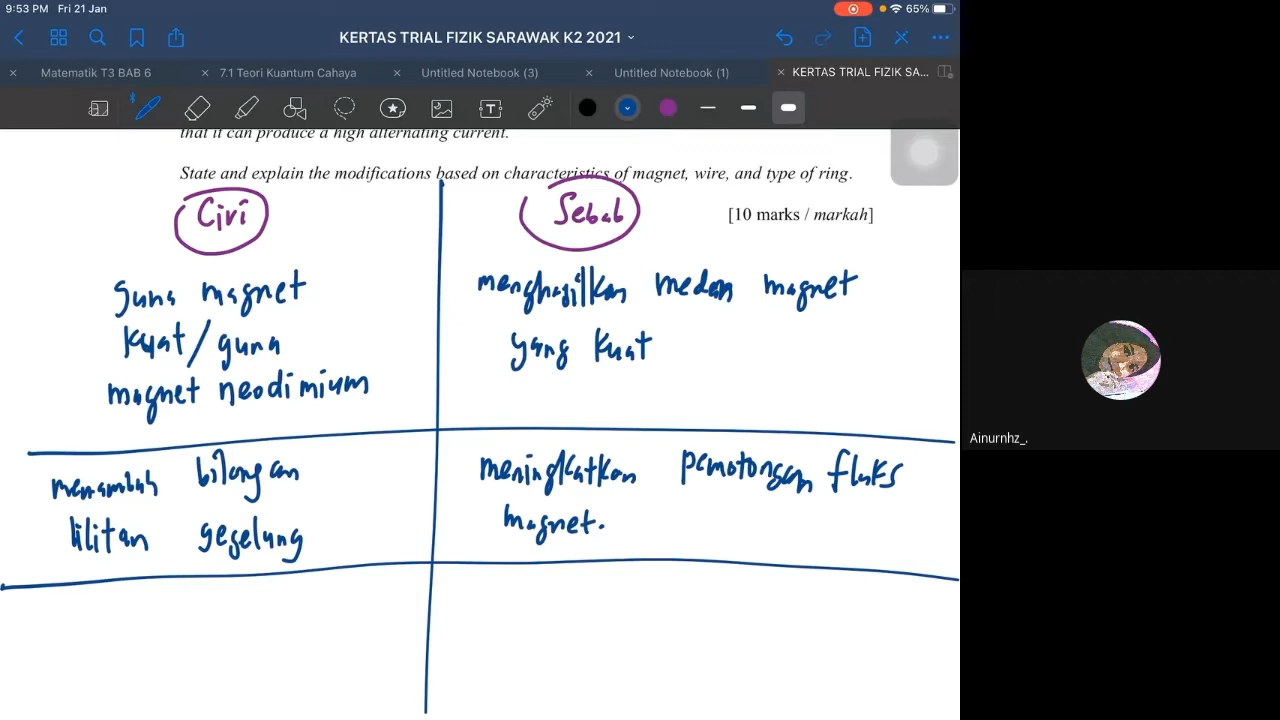 9:53 PM Fri 21 Jan
65%
KERTAS TRIAL FIZIK SARAWAK K2 2021
Matematik T3 BAB 6
7.1 Teori Kuantum Cahaya
Untitled Notebook (3)
Untitled Notebook (1)
KERTAS TRIAL FIZIK SA...
that it can produce a high alternating current.
State and explain the modifications based on characteristics of magnet, wire, and type of ring.
[10 marks / markah]
Ciri
Sebab
guna magnet
kuat/guna
magnet neodimium
menghasilkan medan magnet
yang kuat
menambah bilangan
lilitan gegelung
meningkatkan pemotongan fluks
magnet.
Ainurnhz_.